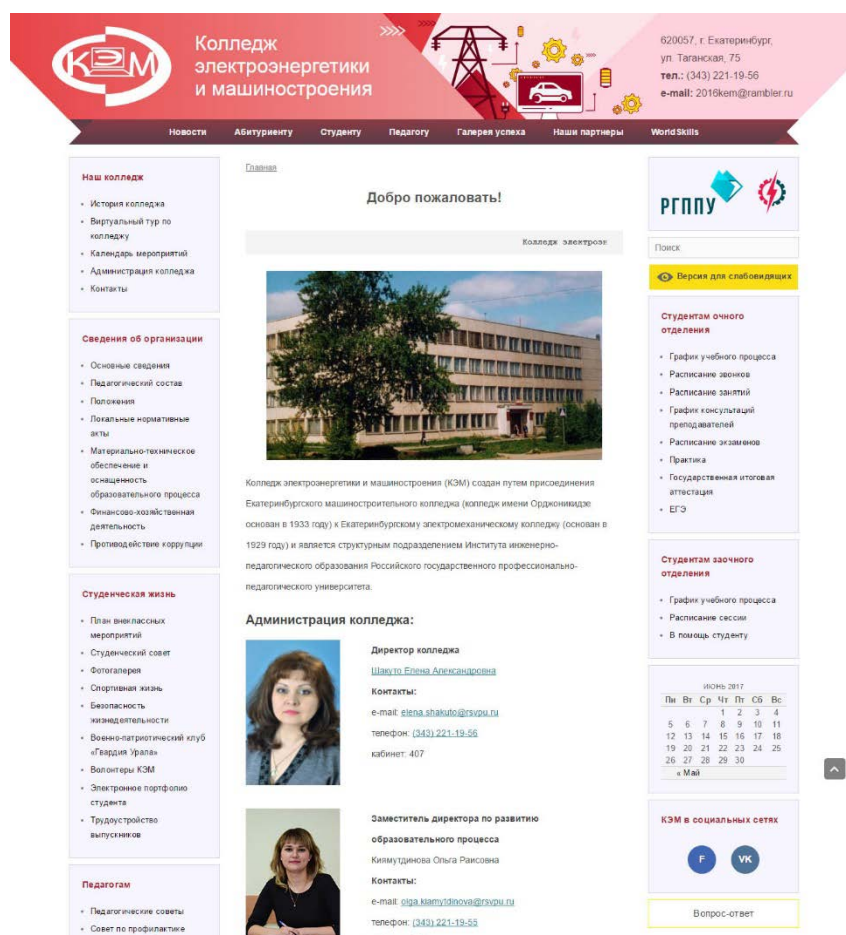 КЭМ
Колледж
электроэнергетики
и машиностроения
620057, г. Екатеринбург,
ул. Таганская, 75
тел.: (343) 221-19-56
e-mail: 2016kem@rambler.ru
Новости Абитуриенту Студенту Педагогу Галерея успеха Наши партнеры WorldSkills
Наш колледж
История колледжа
Виртуальный тур по
колледжу
Календарь мероприятий
Администрация колледжа
Контакты
Сведения об организации
Основные сведения
Педагогический состав
Положения
Локальные нормативные
акты
Материально-техническое
обеспечение и
оснащенность
образовательного процесса
Финансово-хозяйственная
деятельность
Противодействие коррупции
Студенческая жизнь
План внеклассных
мероприятий
Студенческий совет
Фотогалерея
Спортивная жизнь
Безопасность
жизнедеятельности
Военно-патриотический клуб
«Гвардия Урала»
Волонтеры КЭМ
Электронное портфолио
студента
Трудоустройство
выпускников
Педагогам
Педагогические советы
Совет по профилактике
Главная
Добро пожаловать!
Колледж электроэн
Колледж электроэнергетики и машиностроения (КЭМ) создан путем присоединения
Екатеринбургского машиностроительного колледжа (колледж имени Орджоникидзе
основан в 1933 году) к Екатеринбургскому электромеханическому колледжу (основан в
1929 году) и является структурным подразделением Института инженерно-
педагогического образования Российского государственного профессионально-
педагогического университета.
Администрация колледжа:
Директор колледжа
Шакуто Елена Александровна
Контакты:
e-mail: elena.shakuto@rsvpu.ru
телефон: (343) 221-19-56
кабинет: 407
Заместитель директора по развитию
образовательного процесса
Киямутдинова Ольга Раисовна
Контакты:
e-mail: olga.kiamytdinova@rsvpu.ru
телефон: (343) 221-19-55
РГППУ
Поиск
Версия для слабовидящих
Студентам очного
отделения
График учебного процесса
Расписание звонков
Расписание занятий
График консультаций
преподавателей
Расписание экзаменов
Практика
Государственная итоговая
аттестация
ЕГЭ
Студентам заочного
отделения
График учебного процесса
Расписание сессии
В помощь студенту
ИЮНЬ 2017
Пн Вт Ср Чт Пт Сб Вс
1 2 3 4
5 6 7 8 9 10 11
12 13 14 15 16 17 18
19 20 21 22 23 24 25
26 27 28 29 30
« Май
КЭМ в социальных сетях
F VK
Вопрос-ответ